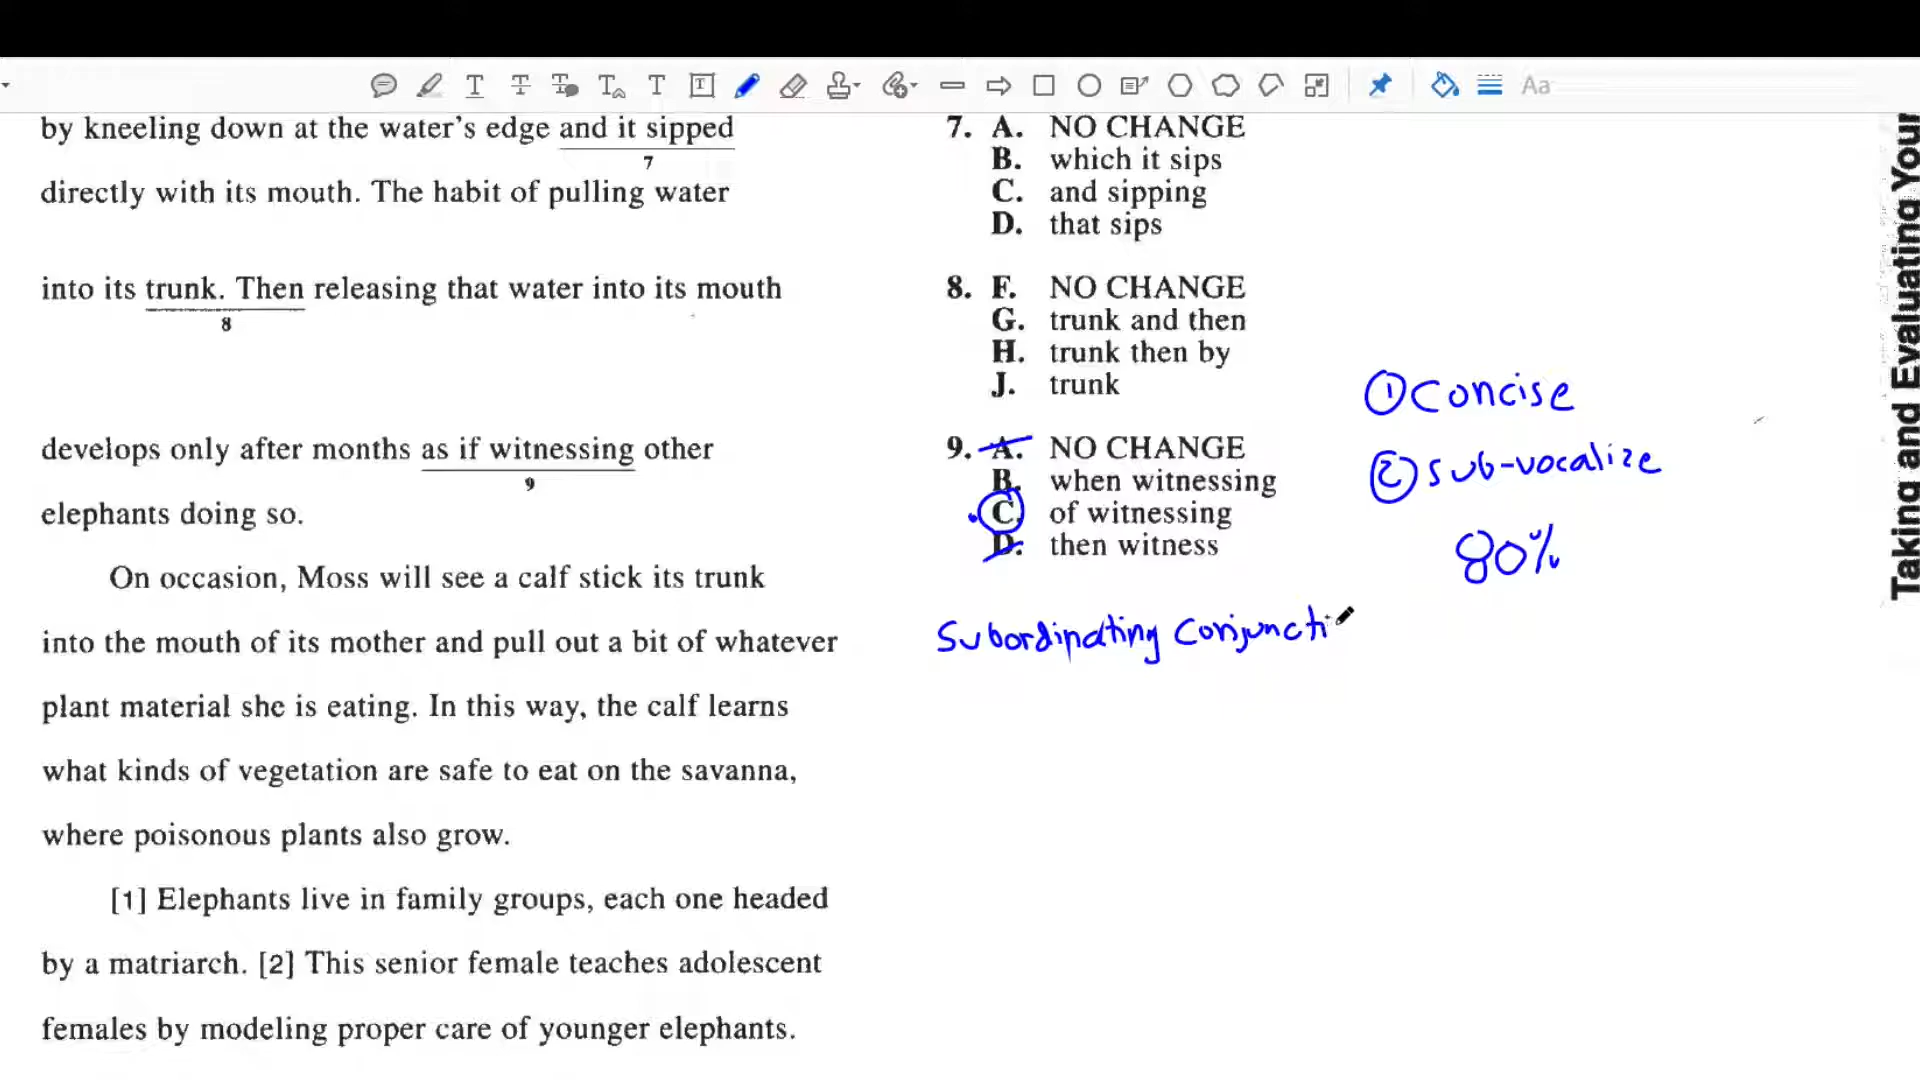 Aa
by kneeling down at the water's edge and it sipped
7
directly with its mouth. The habit of pulling water
into its trunk. Then releasing that water into its mouth
8
develops only after months as if witnessing other
9
elephants doing so.
On occasion, Moss will see a calf stick its trunk
into the mouth of its mother and pull out a bit of whatever
plant material she is eating. In this way, the calf learns
what kinds of vegetation are safe to eat on the savanna,
where poisonous plants also grow.
[1] Elephants live in family groups, each one headed
by a matriarch. [2] This senior female teaches adolescent
females by modeling proper care of younger elephants.
7. A. NO CHANGE
B. which it sips
C. and sipping
D. that sips
8. F. NO CHANGE
G. trunk and then
H. trunk then by
J. trunk
9. A. NO CHANGE
B. when witnessing
C. of witnessing
D. then witness
① Concise
② Sub-vocalize
80%
Subordinating Conjuncti
Taking and Evaluating Your